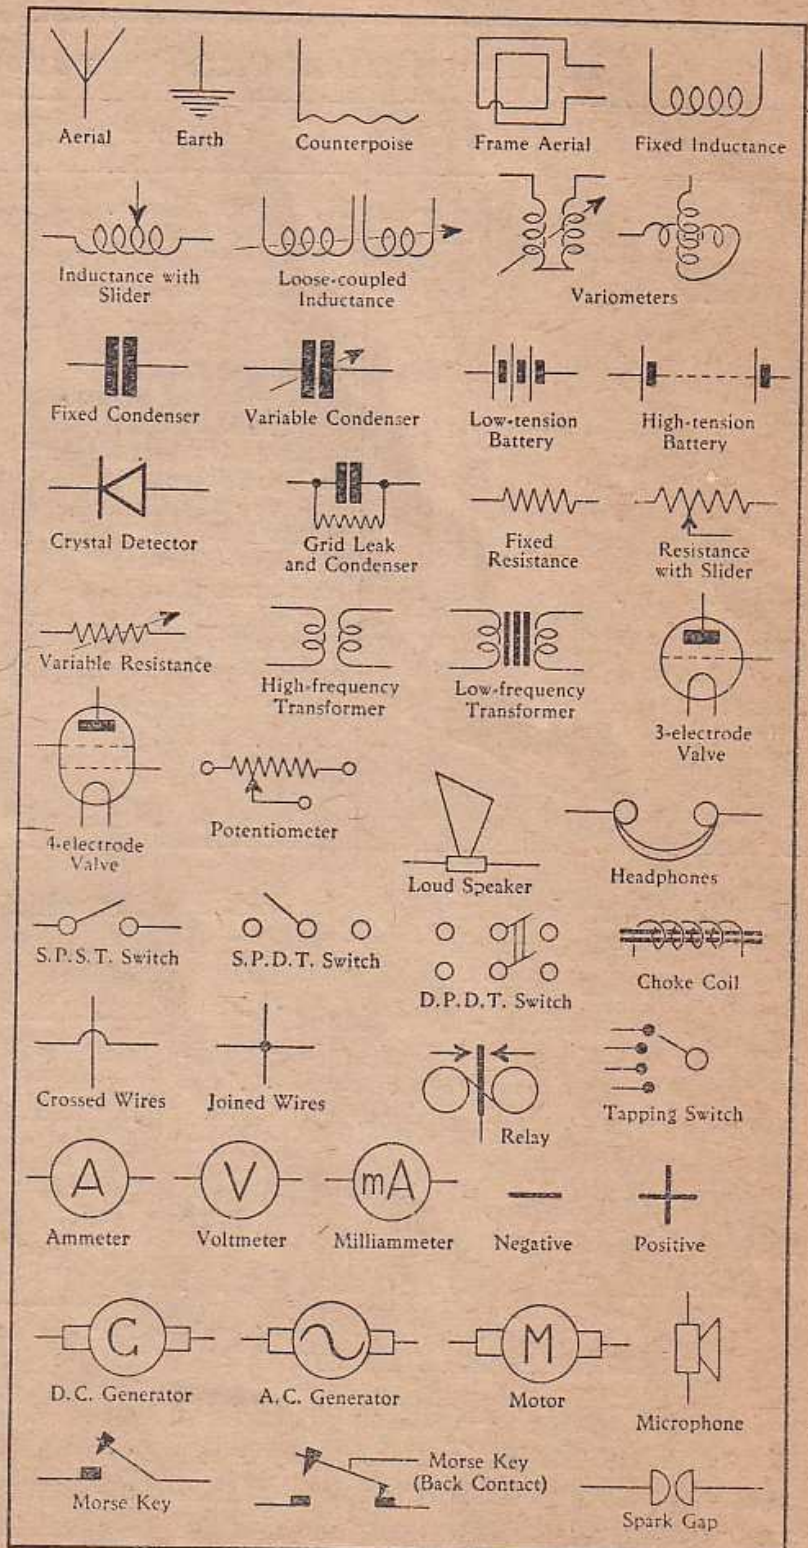 Aerial
Earth
Counterpoise
Frame Aerial
Fixed Inductance
Inductance with
Slider
Loose-coupled
Inductance
Variometers
Fixed Condenser
Variable Condenser
Low-tension
Battery
High-tension
Battery
Crystal Detector
Grid Leak
and Condenser
Fixed
Resistance
Resistance
with Slider
Variable Resistance
High-frequency
Transformer
Low-frequency
Transformer
3-electrode
Valve
4-electrode
Valve
Potentiometer
Loud Speaker
Headphones
S.P.S.T. Switch
S.P.D.T. Switch
D.P.D.T. Switch
Choke Coil
Crossed Wires
Joined Wires
Relay
Tapping Switch
A
V
mA
Ammeter
Voltmeter
Milliammeter
Negative
Positive
G
M
D.C. Generator
A.C. Generator
Motor
Microphone
Morse Key
Morse Key
(Back Contact)
Spark Gap